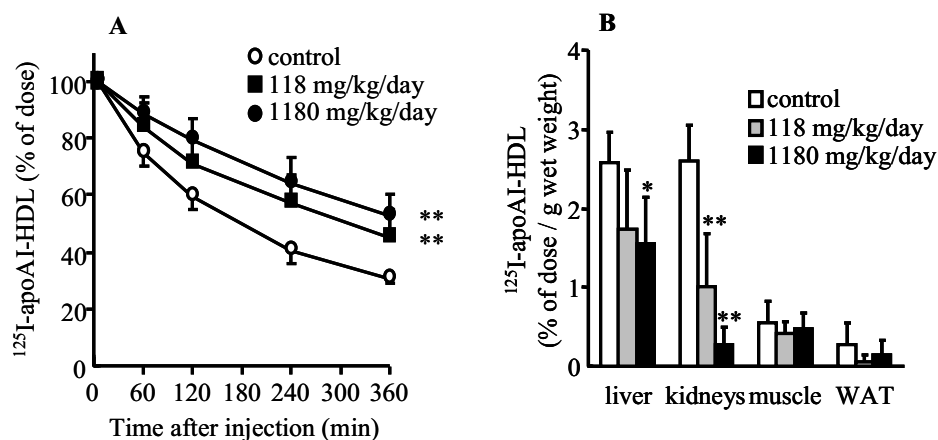 A
control
118 mg/kg/day
1180 mg/kg/day
¹²⁵I-apoAI-HDL (% of dose)
100
80
60
40
20
0
**
**
0 60 120 180 240 300 360
Time after injection (min)
B
control
118 mg/kg/day
1180 mg/kg/day
¹²⁵I-apoAI-HDL
(% of dose / g wet weight)
4
3
2
1
0
*
**
**
liver kidneys muscle WAT